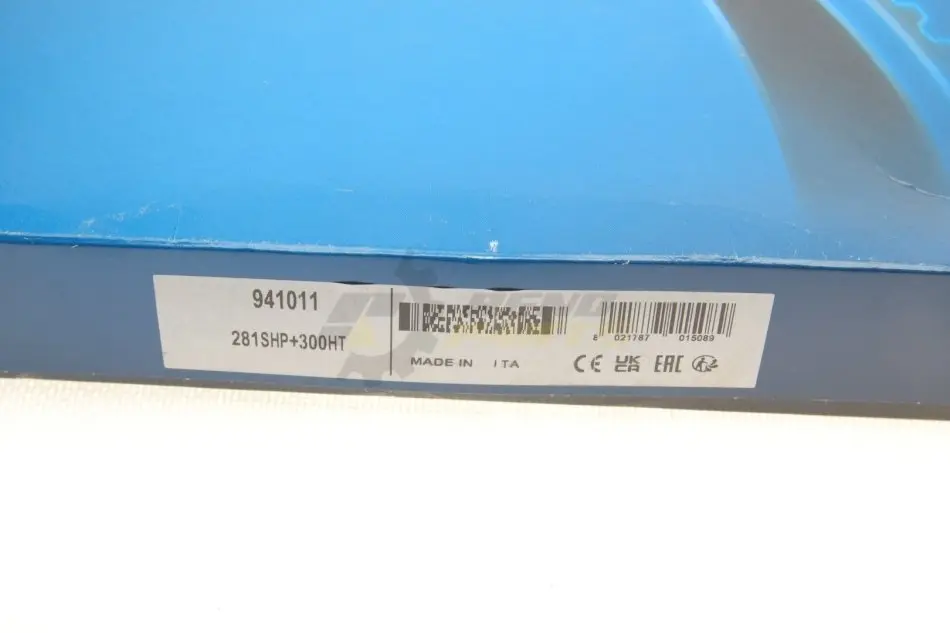 941011
281SHP+300HT
MADE IN ITA
8 021787 015089
CE UK CA EAC